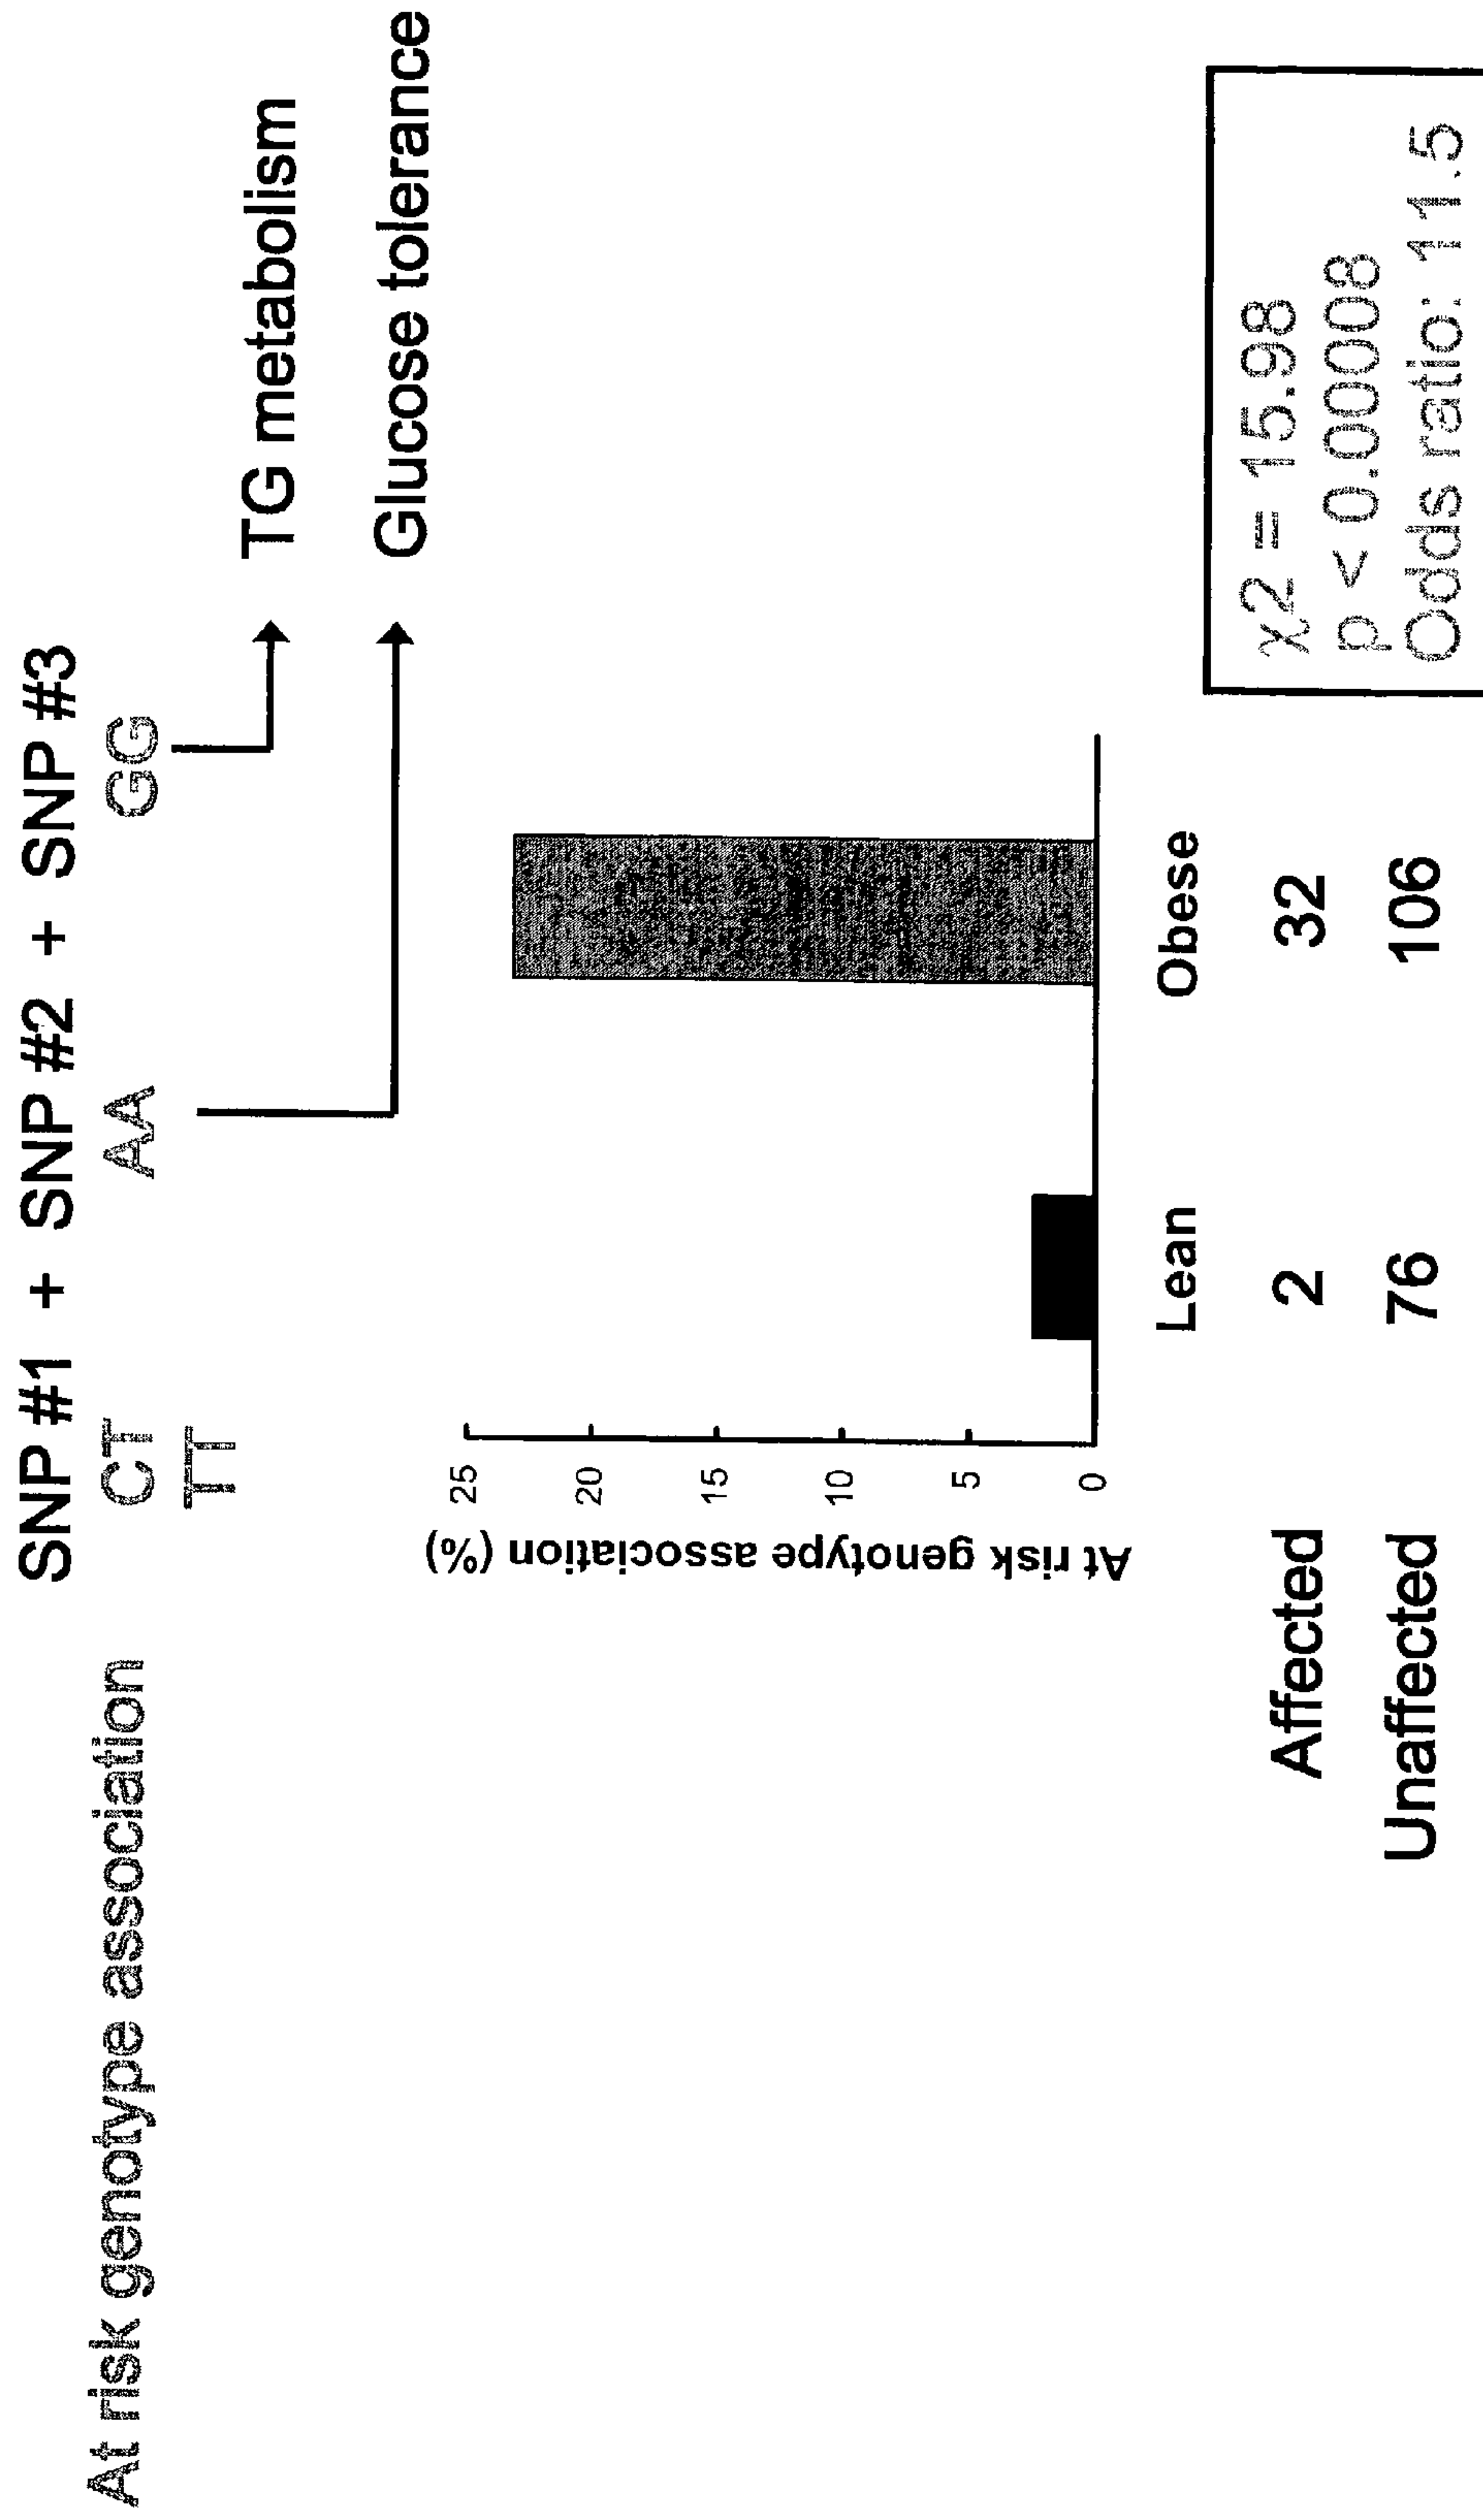 SNP #1 + SNP #2 + SNP #3
At risk genotype association CT AA GG
TT
TG metabolism
Glucose tolerance
At risk genotype association (%)
25
20
15
10
5
0
Lean Obese
Affected 2 32
Unaffected 76 106
χ2 = 15.98
p < 0.00008
Odds ratio: 11.5